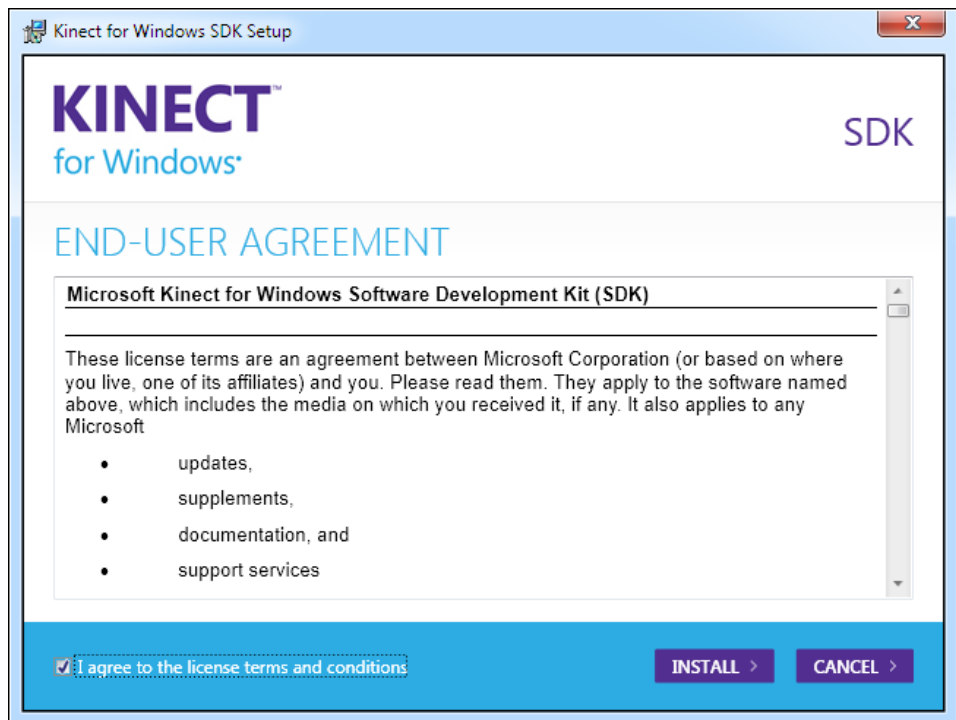 Kinect for Windows SDK Setup
KINECT™
for Windows®
SDK
END-USER AGREEMENT
Microsoft Kinect for Windows Software Development Kit (SDK)
These license terms are an agreement between Microsoft Corporation (or based on where
you live, one of its affiliates) and you. Please read them. They apply to the software named
above, which includes the media on which you received it, if any. It also applies to any
Microsoft
• updates,
• supplements,
• documentation, and
• support services
I agree to the license terms and conditions
INSTALL >
CANCEL >